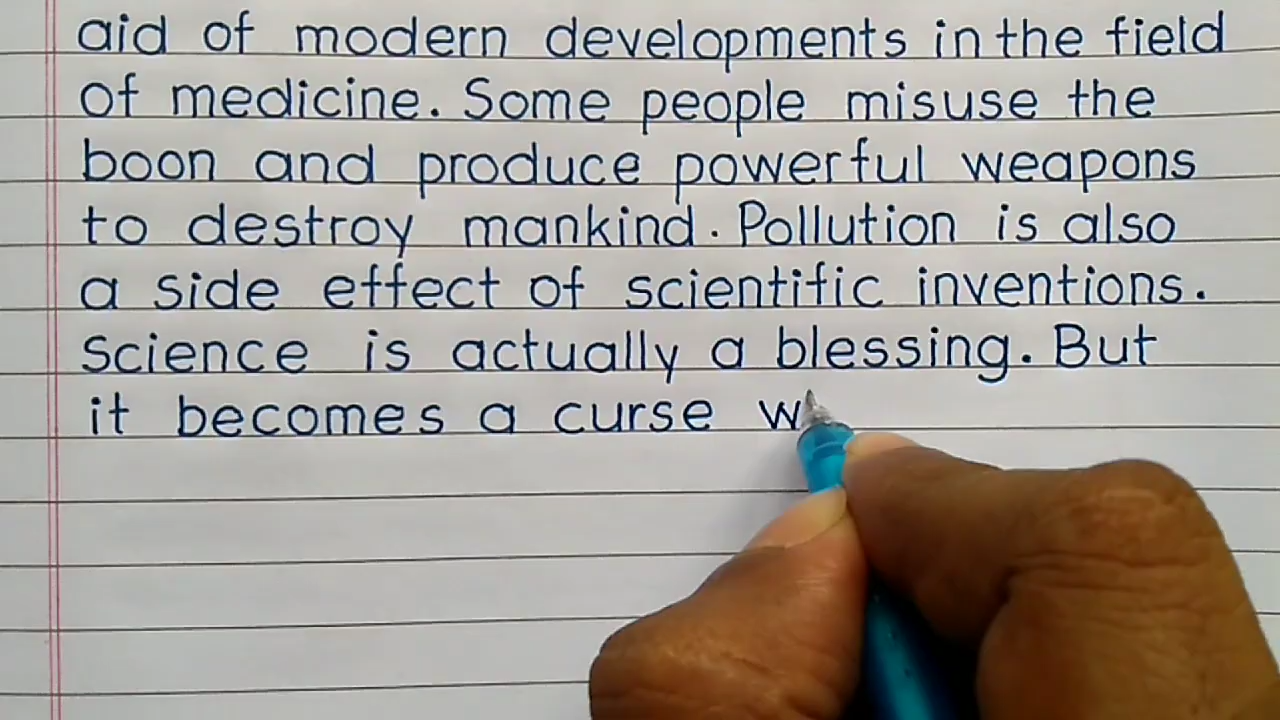 aid of modern developments in the field
of medicine. Some people misuse the
boon and produce powerful weapons
to destroy mankind. Pollution is also
a side effect of scientific inventions.
Science is actually a blessing. But
it becomes a curse w